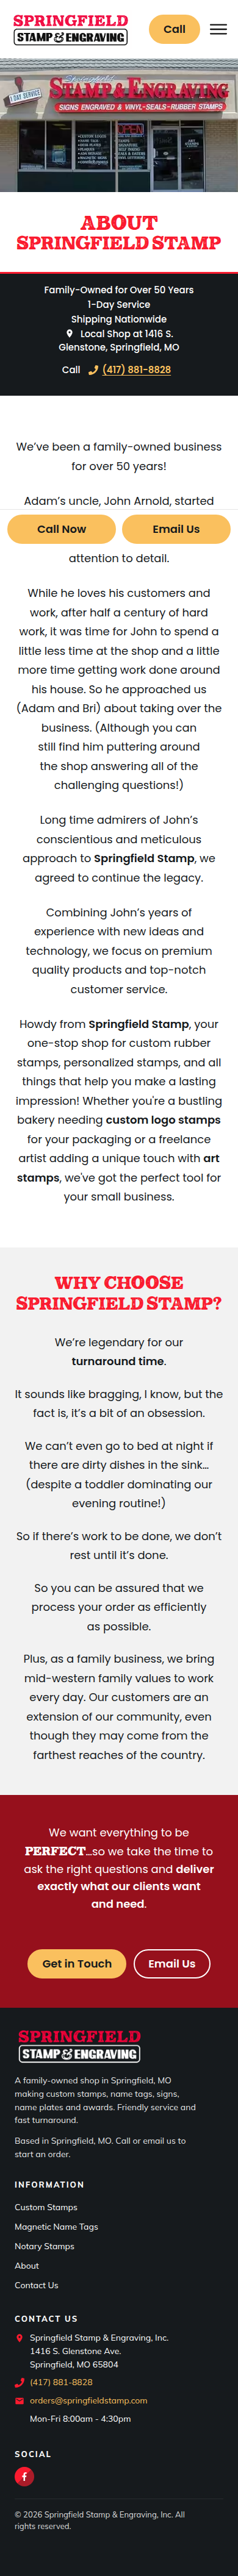 SPRINGFIELD
STAMP & ENGRAVING
Call
1 DAY SERVICE
Springfield
STAMP & ENGRAVING
SIGNS ENGRAVED & VINYL-SEALS-RUBBER STAMPS
OPEN
ABOUT
SPRINGFIELD STAMP
Family-Owned for Over 50 Years
1-Day Service
Shipping Nationwide
Local Shop at 1416 S.
Glenstone, Springfield, MO
Call (417) 881-8828
We've been a family-owned business
for over 50 years!
Adam's uncle, John Arnold, started
Call Now
Email Us
attention to detail.
While he loves his customers and
work, after half a century of hard
work, it was time for John to spend a
little less time at the shop and a little
more time getting work done around
his house. So he approached us
(Adam and Bri) about taking over the
business. (Although you can
still find him puttering around
the shop answering all of the
challenging questions!)
Long time admirers of John's
conscientious and meticulous
approach to Springfield Stamp, we
agreed to continue the legacy.
Combining John's years of
experience with new ideas and
technology, we focus on premium
quality products and top-notch
customer service.
Howdy from Springfield Stamp, your
one-stop shop for custom rubber
stamps, personalized stamps, and all
things that help you make a lasting
impression! Whether you're a bustling
bakery needing custom logo stamps
for your packaging or a freelance
artist adding a unique touch with art
stamps, we've got the perfect tool for
your small business.
WHY CHOOSE
SPRINGFIELD STAMP?
We're legendary for our
turnaround time.
It sounds like bragging, I know, but the
fact is, it's a bit of an obsession.
We can't even go to bed at night if
there are dirty dishes in the sink…
(despite a toddler dominating our
evening routine!)
So if there's work to be done, we don't
rest until it's done.
So you can be assured that we
process your order as efficiently
as possible.
Plus, as a family business, we bring
mid-western family values to work
every day. Our customers are an
extension of our community, even
though they may come from the
farthest reaches of the country.
We want everything to be
PERFECT…so we take the time to
ask the right questions and deliver
exactly what our clients want
and need.
Get in Touch
Email Us
SPRINGFIELD
STAMP & ENGRAVING
A family-owned shop in Springfield, MO
making custom stamps, name tags, signs,
name plates and awards. Friendly service and
fast turnaround.
Based in Springfield, MO. Call or email us to
start an order.
INFORMATION
Custom Stamps
Magnetic Name Tags
Notary Stamps
About
Contact Us
CONTACT US
Springfield Stamp & Engraving, Inc.
1416 S. Glenstone Ave.
Springfield, MO 65804
(417) 881-8828
orders@springfieldstamp.com
Mon-Fri 8:00am - 4:30pm
SOCIAL
© 2026 Springfield Stamp & Engraving, Inc. All
rights reserved.